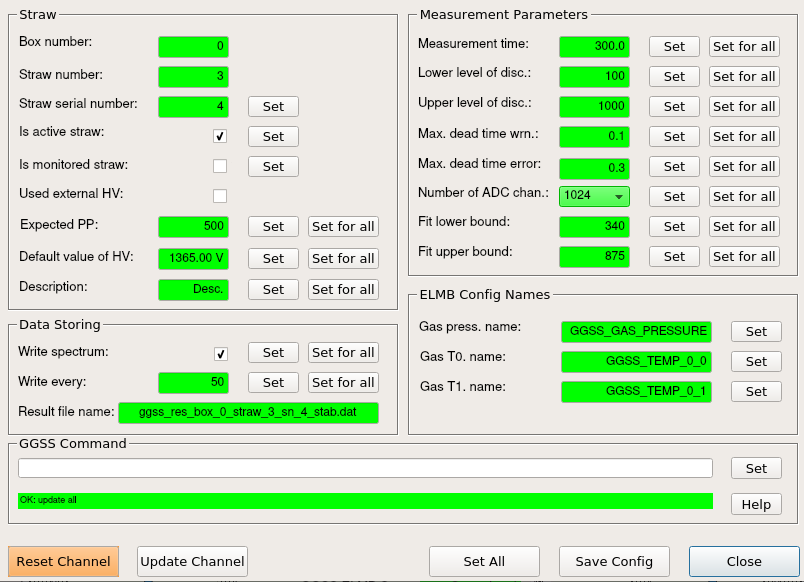 Straw
Box number: 0
Straw number: 3
Straw serial number: 4 Set
Is active straw: Set
Is monitored straw: Set
Used external HV:
Expected PP: 500 Set Set for all
Default value of HV: 1365.00 V Set Set for all
Description: Desc. Set Set for all
Data Storing
Write spectrum: Set Set for all
Write every: 50 Set Set for all
Result file name: ggss_res_box_0_straw_3_sn_4_stab.dat
Measurement Parameters
Measurement time: 300.0 Set Set for all
Lower level of disc.: 100 Set Set for all
Upper level of disc.: 1000 Set Set for all
Max. dead time wrn.: 0.1 Set Set for all
Max. dead time error: 0.3 Set Set for all
Number of ADC chan.: 1024 Set Set for all
Fit lower bound: 340 Set Set for all
Fit upper bound: 875 Set Set for all
ELMB Config Names
Gas press. name: GGSS_GAS_PRESSURE Set
Gas T0. name: GGSS_TEMP_0_0 Set
Gas T1. name: GGSS_TEMP_0_1 Set
GGSS Command
Set
OK: update all Help
Reset Channel Update Channel Set All Save Config Close